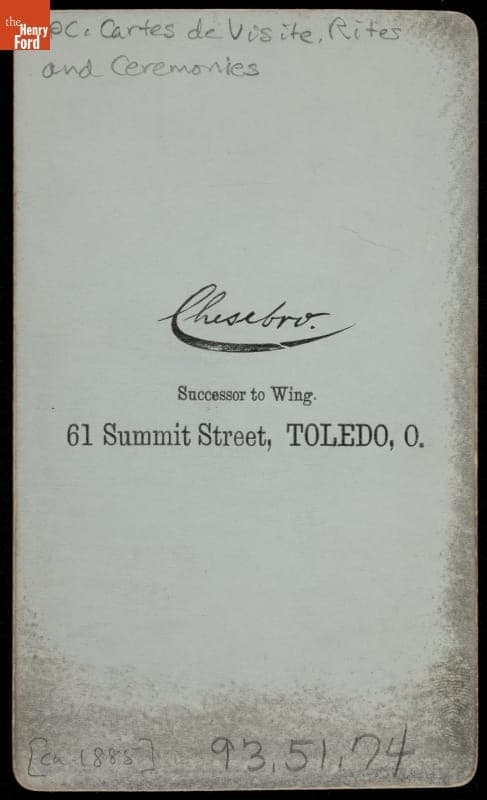 the
Henry
Ford
Cartes de Visite, Rites
and Ceremonies
Chesebro.
Successor to Wing.
61 Summit Street, TOLEDO, O.
[ca. 1885] 93.51.74